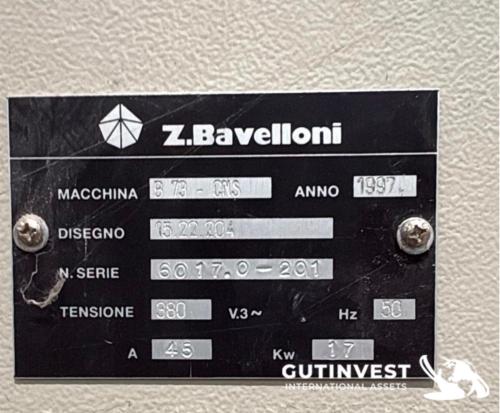 Z.Bavelloni
MACCHINA B 73 - CNS ANNO 1997.
DISEGNO 15.22.204
N. SERIE 6017.0-201
TENSIONE 380 V.3~ Hz 50
A 45 Kw 17
GUTINVEST
INTERNATIONAL ASSETS